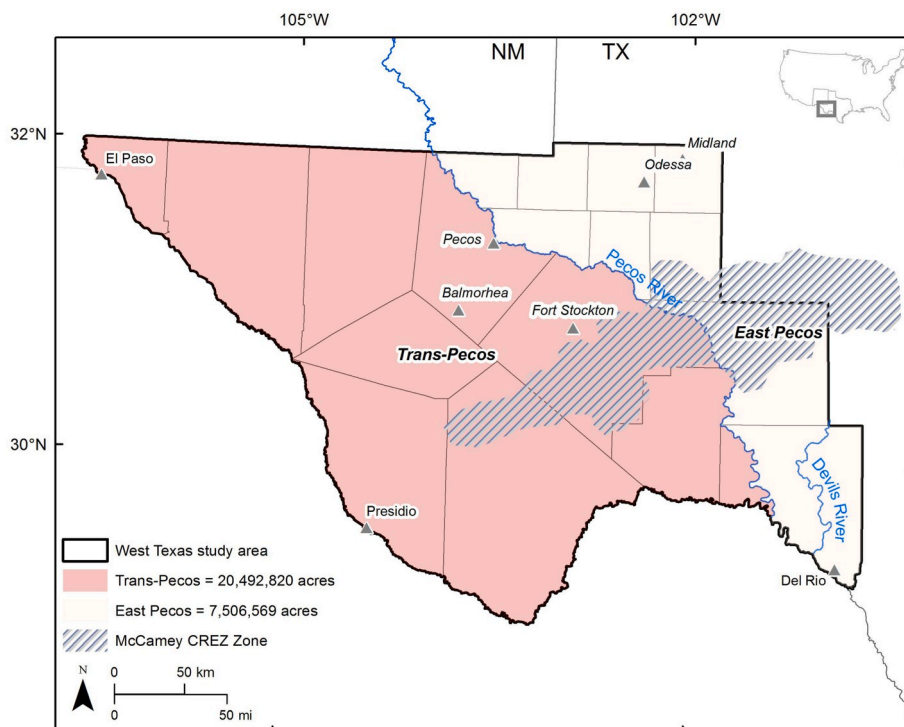 105°W
102°W
NM
TX
32°N
El Paso
Midland
Odessa
Pecos
Pecos River
Balmorhea
Fort Stockton
East Pecos
Trans-Pecos
30°N
Devils River
Presidio
Del Rio
West Texas study area
Trans-Pecos = 20,492,820 acres
East Pecos = 7,506,569 acres
McCamey CREZ Zone
N
0 50 km
0 50 mi